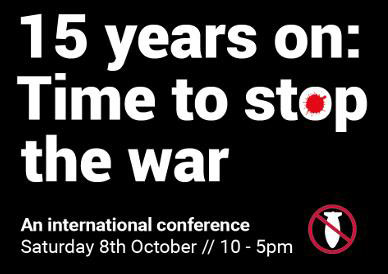 15 years on:
Time to stop
the war
An international conference
Saturday 8th October // 10 - 5pm